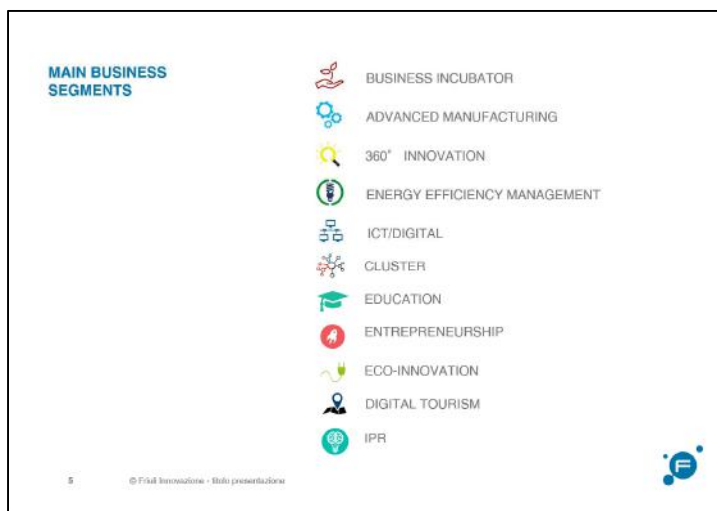 MAIN BUSINESS
SEGMENTS
BUSINESS INCUBATOR
ADVANCED MANUFACTURING
360° INNOVATION
ENERGY EFFICIENCY MANAGEMENT
ICT/DIGITAL
CLUSTER
EDUCATION
ENTREPRENEURSHIP
ECO-INNOVATION
DIGITAL TOURISM
IPR
5 © Friuli Innovazione - titolo presentazione
F